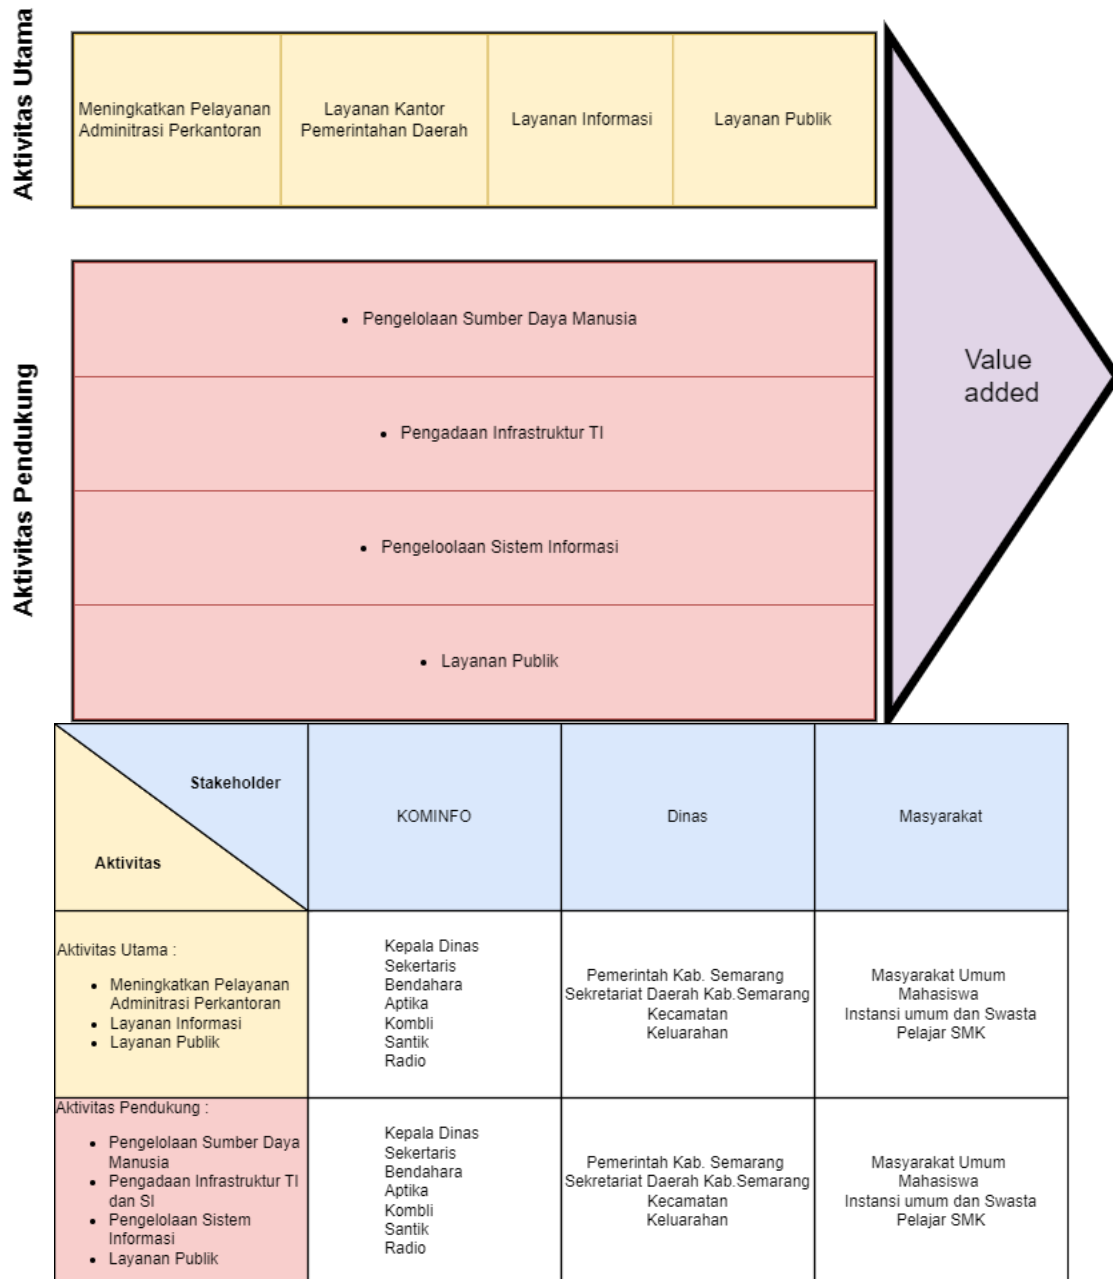 Aktivitas Utama
Meningkatkan Pelayanan
Adminitrasi Perkantoran
Layanan Kantor
Pemerintahan Daerah
Layanan Informasi
Layanan Publik
Aktivitas Pendukung
• Pengelolaan Sumber Daya Manusia
• Pengadaan Infrastruktur TI
• Pengeloolaan Sistem Informasi
• Layanan Publik
Value
added
Stakeholder
Aktivitas
KOMINFO
Dinas
Masyarakat
Aktivitas Utama :
• Meningkatkan Pelayanan
Adminitrasi Perkantoran
• Layanan Informasi
• Layanan Publik
Kepala Dinas
Sekertaris
Bendahara
Aptika
Kombli
Santik
Radio
Pemerintah Kab. Semarang
Sekretariat Daerah Kab.Semarang
Kecamatan
Keluarahan
Masyarakat Umum
Mahasiswa
Instansi umum dan Swasta
Pelajar SMK
Aktivitas Pendukung :
• Pengelolaan Sumber Daya
Manusia
• Pengadaan Infrastruktur TI
dan SI
• Pengelolaan Sistem
Informasi
• Layanan Publik
Kepala Dinas
Sekertaris
Bendahara
Aptika
Kombli
Santik
Radio
Pemerintah Kab. Semarang
Sekretariat Daerah Kab.Semarang
Kecamatan
Keluarahan
Masyarakat Umum
Mahasiswa
Instansi umum dan Swasta
Pelajar SMK